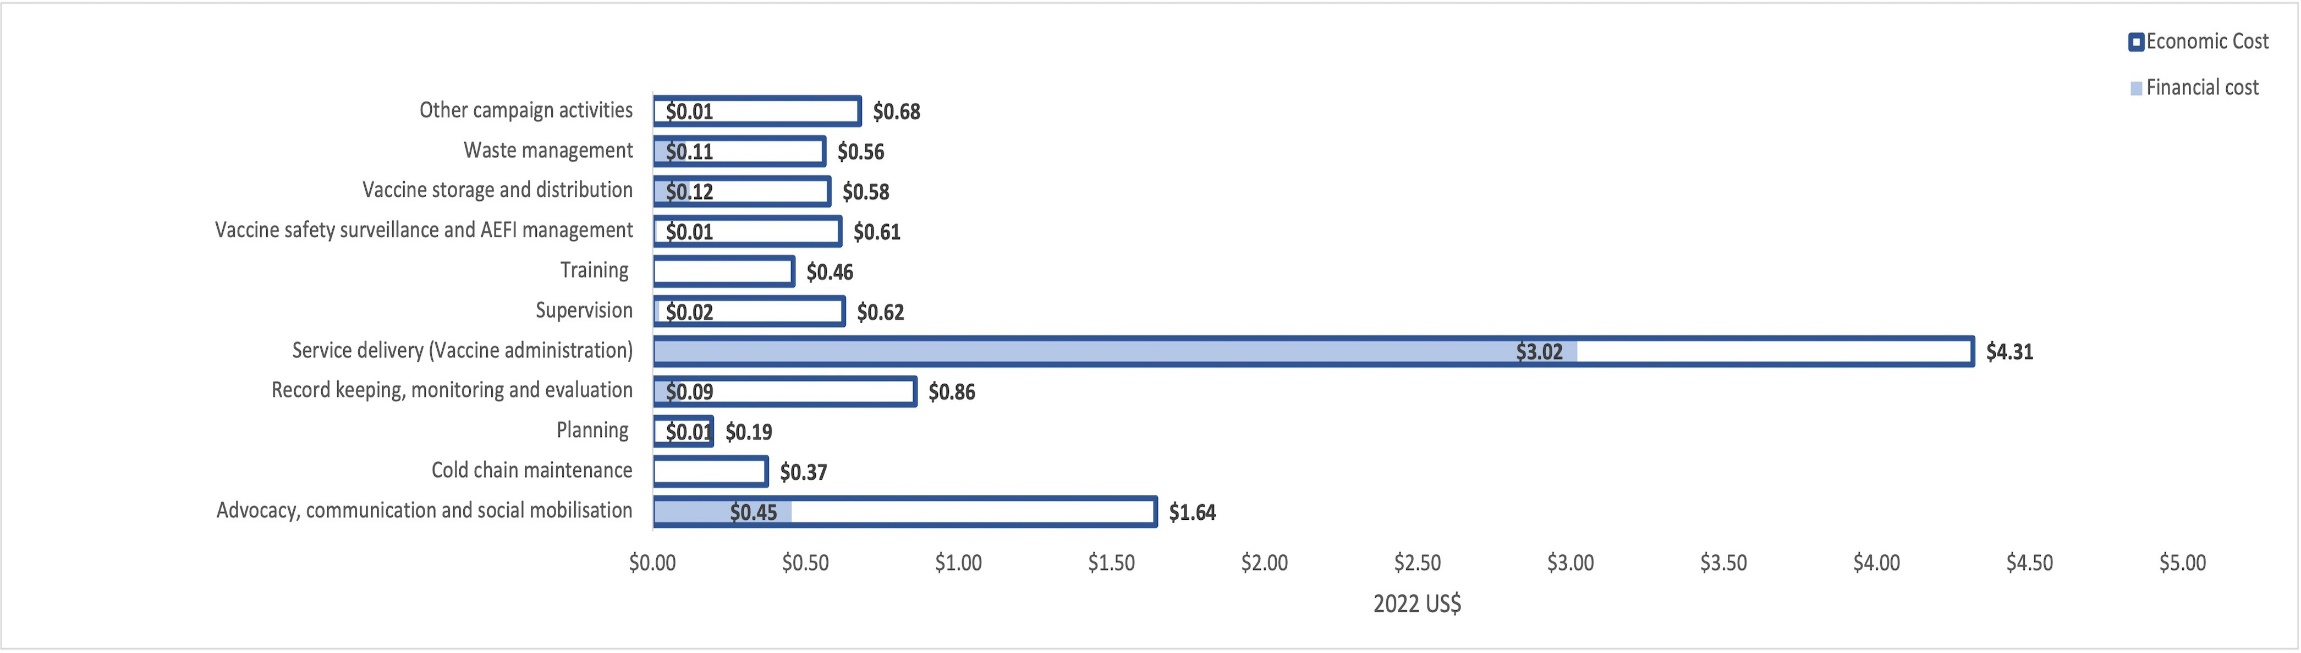 Economic Cost
Financial cost
Other campaign activities $0.01 $0.68
Waste management $0.11 $0.56
Vaccine storage and distribution $0.12 $0.58
Vaccine safety surveillance and AEFI management $0.01 $0.61
Training $0.46
Supervision $0.02 $0.62
Service delivery (Vaccine administration) $3.02 $4.31
Record keeping, monitoring and evaluation $0.09 $0.86
Planning $0.01 $0.19
Cold chain maintenance $0.37
Advocacy, communication and social mobilisation $0.45 $1.64
$0.00 $0.50 $1.00 $1.50 $2.00 $2.50 $3.00 $3.50 $4.00 $4.50 $5.00
2022 US$